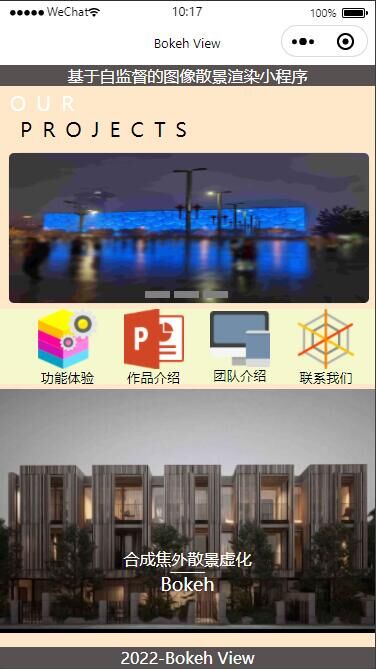 WeChat 10:17 100%
Bokeh View
基于自监督的图像散景渲染小程序
OUR
PROJECTS
P
功能体验 作品介绍 团队介绍 联系我们
合成焦外散景虚化
Bokeh
2022-Bokeh View